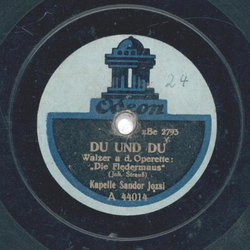 24
Odeon
xBe 2793
DU UND DU
Walzer a d. Operette:
„Die Fledermaus"
(Joh. Strauß)
Kapelle Sandor Jozsi
A 44014